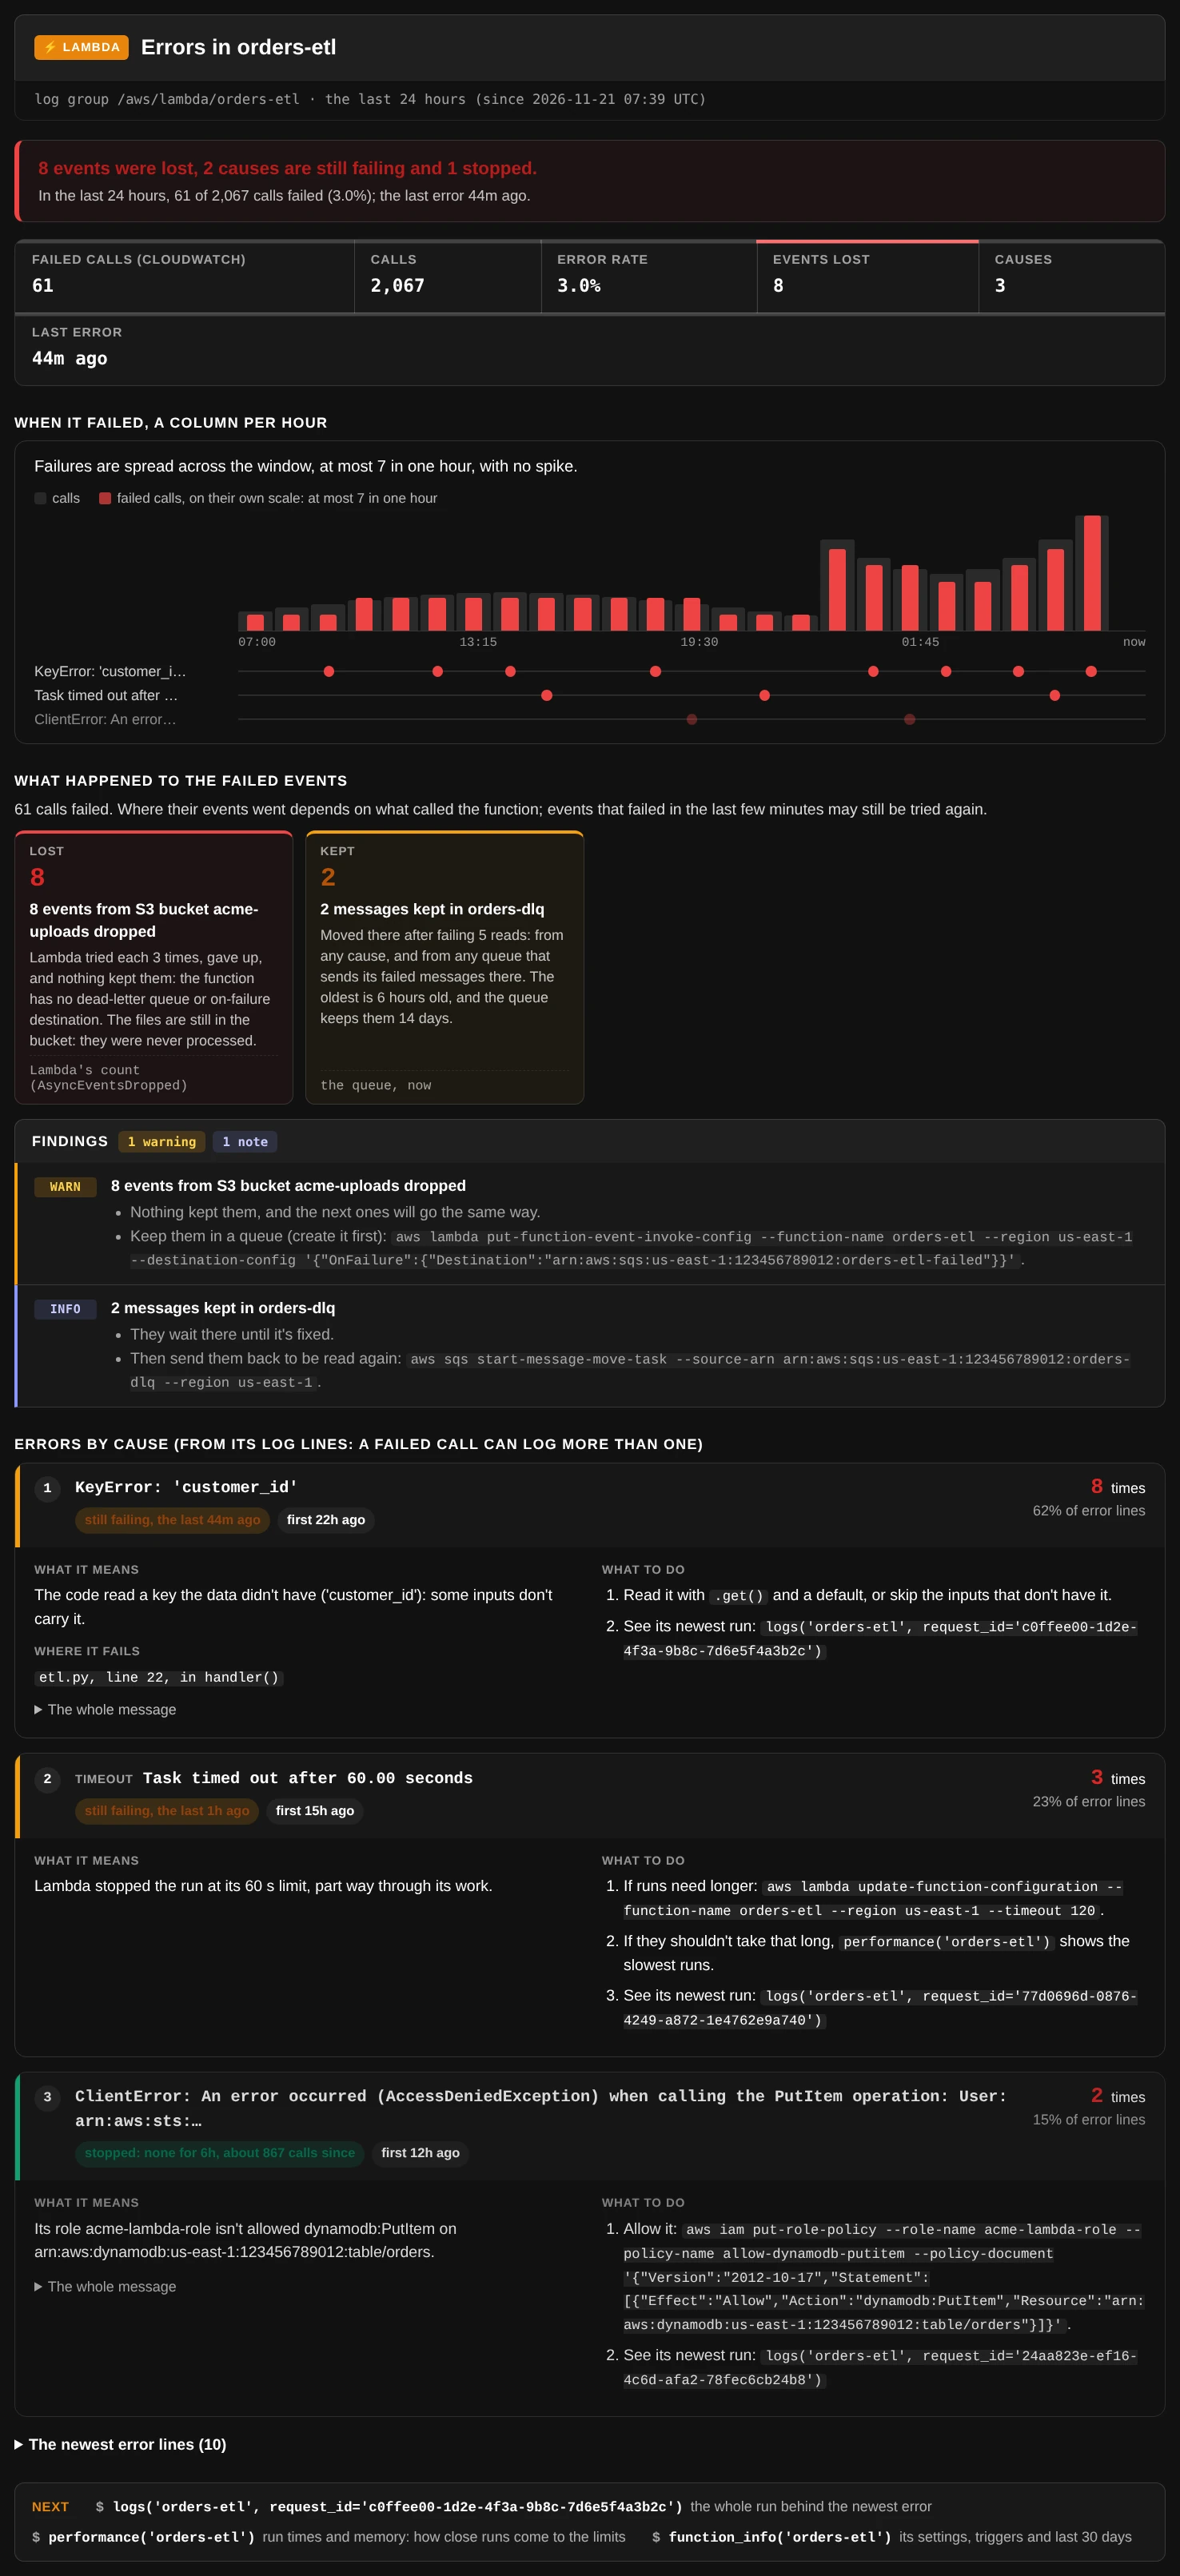 ⚡ LAMBDA Errors in orders-etl
log group /aws/lambda/orders-etl · the last 24 hours (since 2026-11-21 07:39 UTC)
8 events were lost, 2 causes are still failing and 1 stopped.
In the last 24 hours, 61 of 2,067 calls failed (3.0%); the last error 44m ago.
FAILED CALLS (CLOUDWATCH)
61
CALLS
2,067
ERROR RATE
3.0%
EVENTS LOST
8
CAUSES
3
LAST ERROR
44m ago
WHEN IT FAILED, A COLUMN PER HOUR
Failures are spread across the window, at most 7 in one hour, with no spike.
calls failed calls, on their own scale: at most 7 in one hour
07:00 13:15 19:30 01:45 now
KeyError: 'customer_i…
Task timed out after …
ClientError: An error…
WHAT HAPPENED TO THE FAILED EVENTS
61 calls failed. Where their events went depends on what called the function; events that failed in the last few minutes may still be tried again.
LOST
8
8 events from S3 bucket acme-
uploads dropped
Lambda tried each 3 times, gave up,
and nothing kept them: the function
has no dead-letter queue or on-failure
destination. The files are still in the
bucket: they were never processed.
Lambda's count
(AsyncEventsDropped)
KEPT
2
2 messages kept in orders-dlq
Moved there after failing 5 reads: from
any cause, and from any queue that
sends its failed messages there. The
oldest is 6 hours old, and the queue
keeps them 14 days.
the queue, now
FINDINGS 1 warning 1 note
WARN 8 events from S3 bucket acme-uploads dropped
• Nothing kept them, and the next ones will go the same way.
• Keep them in a queue (create it first): aws lambda put-function-event-invoke-config --function-name orders-etl --region us-east-1
--destination-config '{"OnFailure":{"Destination":"arn:aws:sqs:us-east-1:123456789012:orders-etl-failed"}}'.
INFO 2 messages kept in orders-dlq
• They wait there until it's fixed.
• Then send them back to be read again: aws sqs start-message-move-task --source-arn arn:aws:sqs:us-east-1:123456789012:orders-
dlq --region us-east-1.
ERRORS BY CAUSE (FROM ITS LOG LINES: A FAILED CALL CAN LOG MORE THAN ONE)
1 KeyError: 'customer_id' 8 times
still failing, the last 44m ago first 22h ago 62% of error lines
WHAT IT MEANS
The code read a key the data didn't have ('customer_id'): some inputs don't
carry it.
WHERE IT FAILS
etl.py, line 22, in handler()
▶ The whole message
WHAT TO DO
1. Read it with .get() and a default, or skip the inputs that don't have it.
2. See its newest run: logs('orders-etl', request_id='c0ffee00-1d2e-
4f3a-9b8c-7d6e5f4a3b2c')
2 TIMEOUT Task timed out after 60.00 seconds 3 times
still failing, the last 1h ago first 15h ago 23% of error lines
WHAT IT MEANS
Lambda stopped the run at its 60 s limit, part way through its work.
WHAT TO DO
1. If runs need longer: aws lambda update-function-configuration --
function-name orders-etl --region us-east-1 --timeout 120.
2. If they shouldn't take that long, performance('orders-etl') shows the
slowest runs.
3. See its newest run: logs('orders-etl', request_id='77d0696d-0876-
4249-a872-1e4762e9a740')
3 ClientError: An error occurred (AccessDeniedException) when calling the PutItem operation: User: 2 times
arn:aws:sts:… 15% of error lines
stopped: none for 6h, about 867 calls since first 12h ago
WHAT IT MEANS
Its role acme-lambda-role isn't allowed dynamodb:PutItem on
arn:aws:dynamodb:us-east-1:123456789012:table/orders.
▶ The whole message
WHAT TO DO
1. Allow it: aws iam put-role-policy --role-name acme-lambda-role --
policy-name allow-dynamodb-putitem --policy-document
'{"Version":"2012-10-17","Statement":
[{"Effect":"Allow","Action":"dynamodb:PutItem","Resource":"arn:
aws:dynamodb:us-east-1:123456789012:table/orders"}]}'.
2. See its newest run: logs('orders-etl', request_id='24aa823e-ef16-
4c6d-afa2-78fec6cb24b8')
▶ The newest error lines (10)
NEXT $ logs('orders-etl', request_id='c0ffee00-1d2e-4f3a-9b8c-7d6e5f4a3b2c') the whole run behind the newest error
$ performance('orders-etl') run times and memory: how close runs come to the limits $ function_info('orders-etl') its settings, triggers and last 30 days